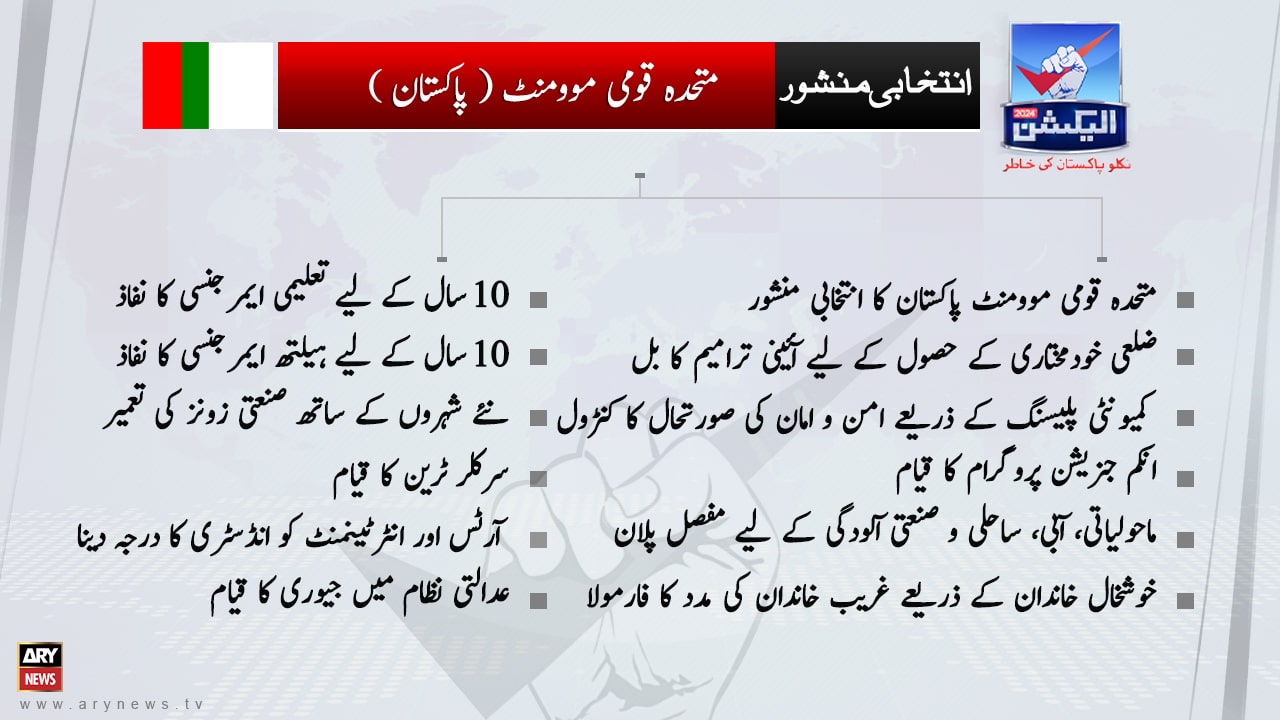 انتخابی منشور
متحدہ قومی موومنٹ ( پاکستان )
2024
الیکشن
نکلو پاکستان کی خاطر
متحدہ قومی موومنٹ پاکستان کا انتخابی منشور
ضلعی خودمختاری کے حصول کے لیے آئینی ترامیم کا بل
کمیونٹی پلیسنگ کے ذریعے امن و امان کی صورتحال کا کنٹرول
انکم جنریشن پروگرام کا قیام
ماحولیاتی، آبی، ساحلی و صنعتی آلودگی کے لیے مفصل پلان
خوشخال خاندان کے ذریعے غریب خاندان کی مدد کا فارمولا
10 سال کے لیے تعلیمی ایمرجنسی کا نفاذ
10 سال کے لیے ہیلتھ ایمرجنسی کا نفاذ
نئے شہروں کے ساتھ صنعتی زونز کی تعمیر
سرکلر ٹرین کا قیام
آرٹس اور انٹرٹینمنٹ کو انڈسٹری کا درجہ دینا
عدالتی نظام میں جیوری کا قیام
ARY
NEWS
www.arynews.tv